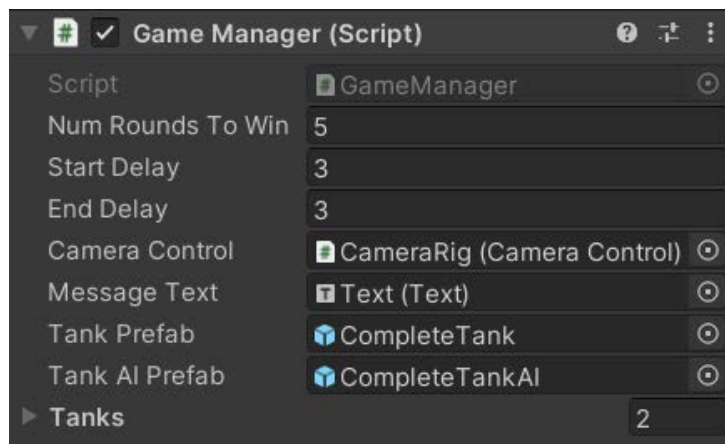 Game Manager (Script)
Script GameManager
Num Rounds To Win 5
Start Delay 3
End Delay 3
Camera Control CameraRig (Camera Control)
Message Text Text (Text)
Tank Prefab CompleteTank
Tank AI Prefab CompleteTankAI
Tanks 2